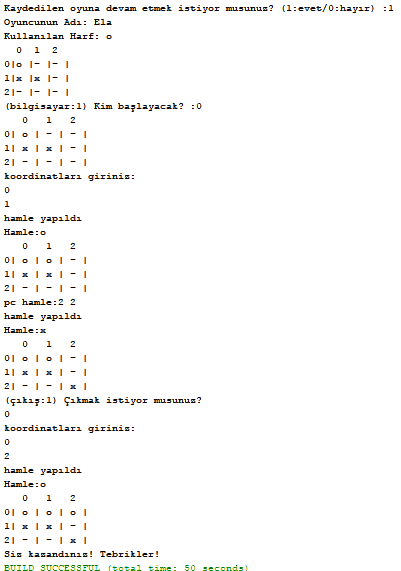 Kaydedilen oyuna devam etmek istiyor musunuz? (1:evet/0:hayır) :1
Oyuncunun Adı: Ela
Kullanılan Harf: o
0 1 2
0|o |- |- |
1|x |x |- |
2|- |- |- |
(bilgisayar:1) Kim başlayacak? :0
0 1 2
0| o | - | - |
1| x | x | - |
2| - | - | - |
koordinatları giriniz:
0
1
hamle yapıldı
Hamle:o
0 1 2
0| o | o | - |
1| x | x | - |
2| - | - | - |
pc hamle:2 2
hamle yapıldı
Hamle:x
0 1 2
0| o | o | - |
1| x | x | - |
2| - | - | x |
(çıkış:1) Çıkmak istiyor musunuz?
0
koordinatları giriniz:
0
2
hamle yapıldı
Hamle:o
0 1 2
0| o | o | o |
1| x | x | - |
2| - | - | x |
Siz kazandınız! Tebrikler!
BUILD SUCCESSFUL (total time: 50 seconds)